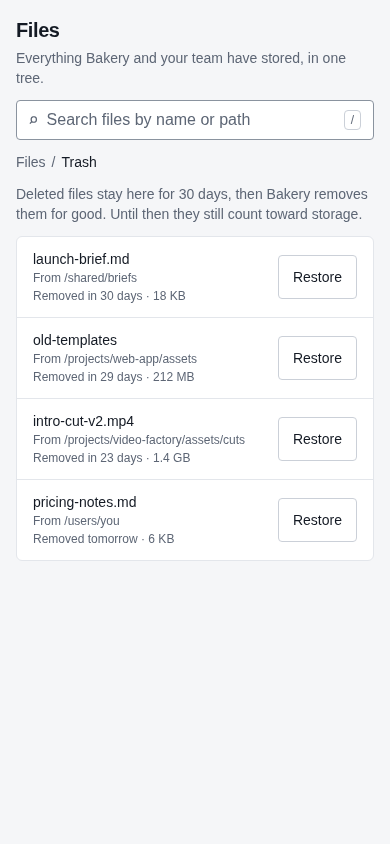 Files
Everything Bakery and your team have stored, in one
tree.
Search files by name or path /
Files / Trash
Deleted files stay here for 30 days, then Bakery removes
them for good. Until then they still count toward storage.
launch-brief.md
From /shared/briefs
Removed in 30 days · 18 KB
Restore
old-templates
From /projects/web-app/assets
Removed in 29 days · 212 MB
Restore
intro-cut-v2.mp4
From /projects/video-factory/assets/cuts
Removed in 23 days · 1.4 GB
Restore
pricing-notes.md
From /users/you
Removed tomorrow · 6 KB
Restore